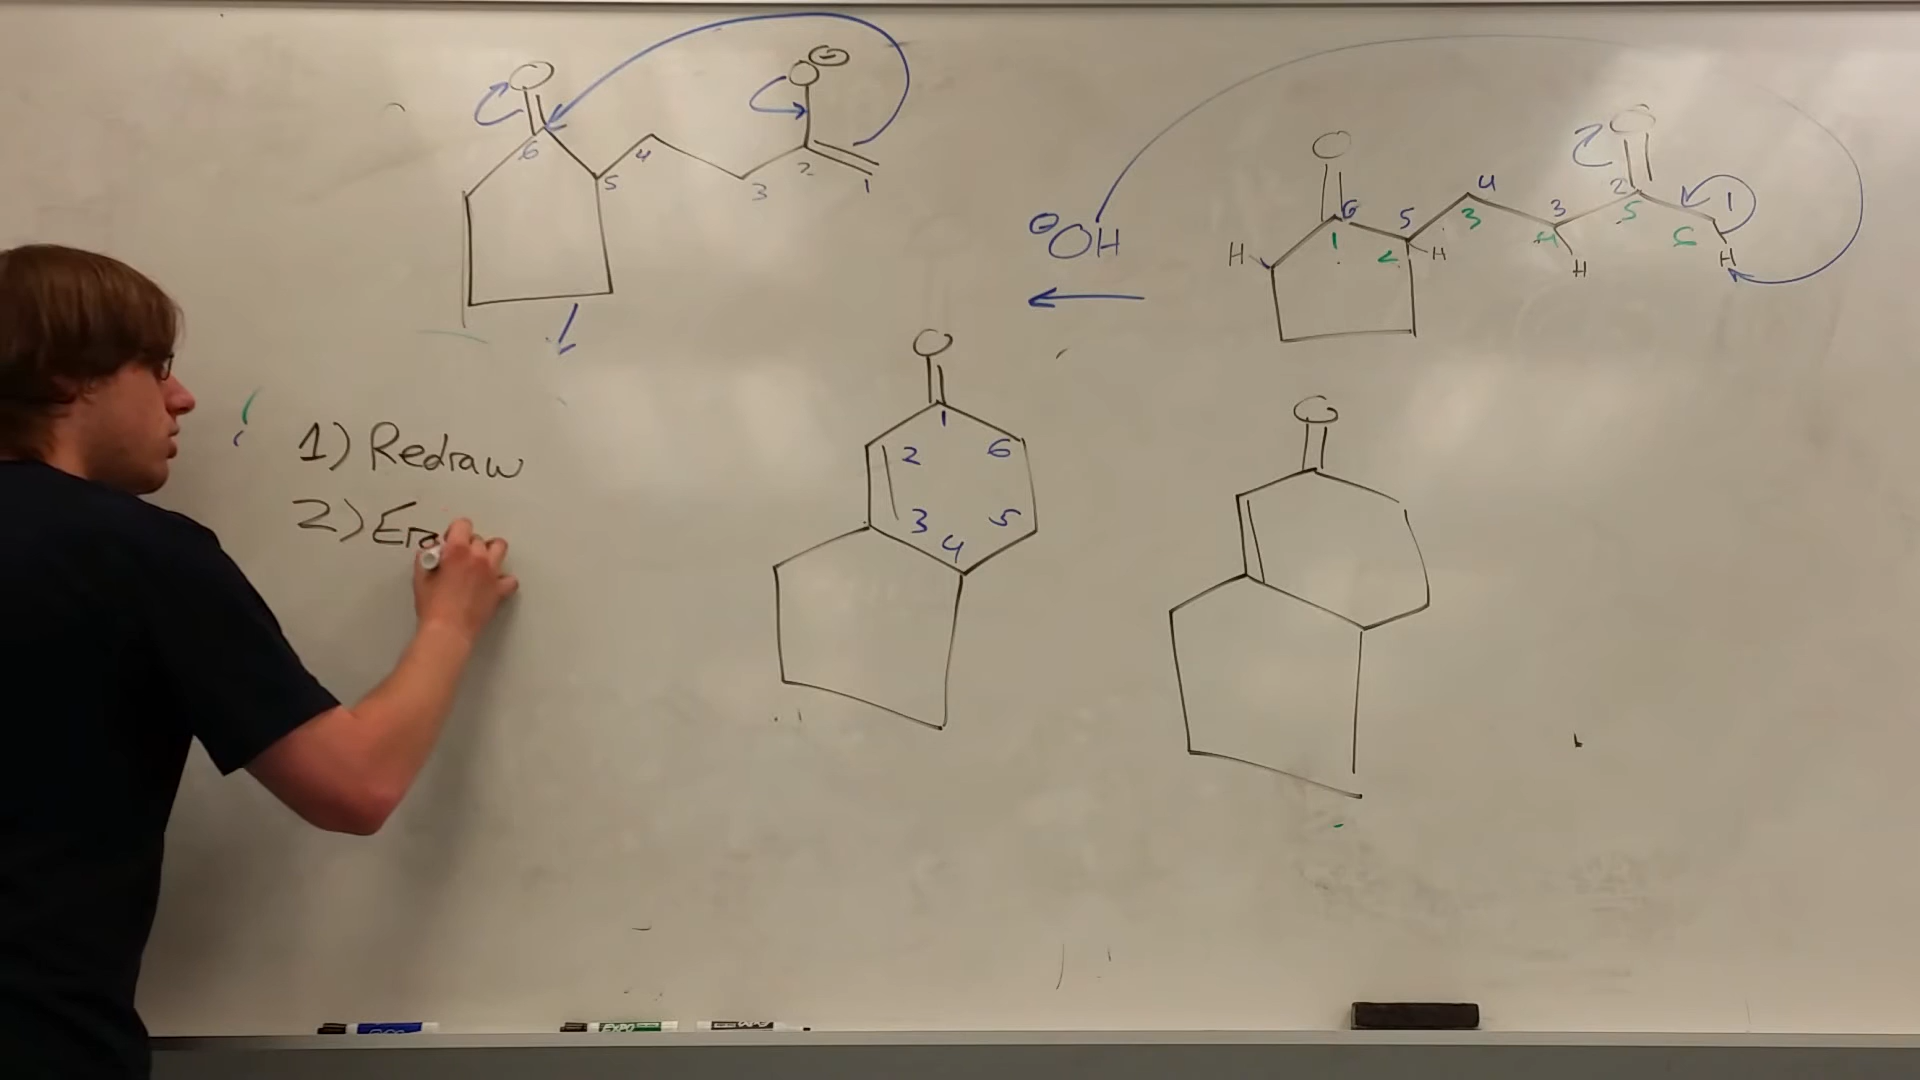 O ⊖
O
6
5
4
3
2
1
O
O
6 5 4 3 2 1
1 2 3 4 5 6
H H H H
⊖OH
1) Redraw
2) Era
O
1
2 6
3 5
4
O
EXPO